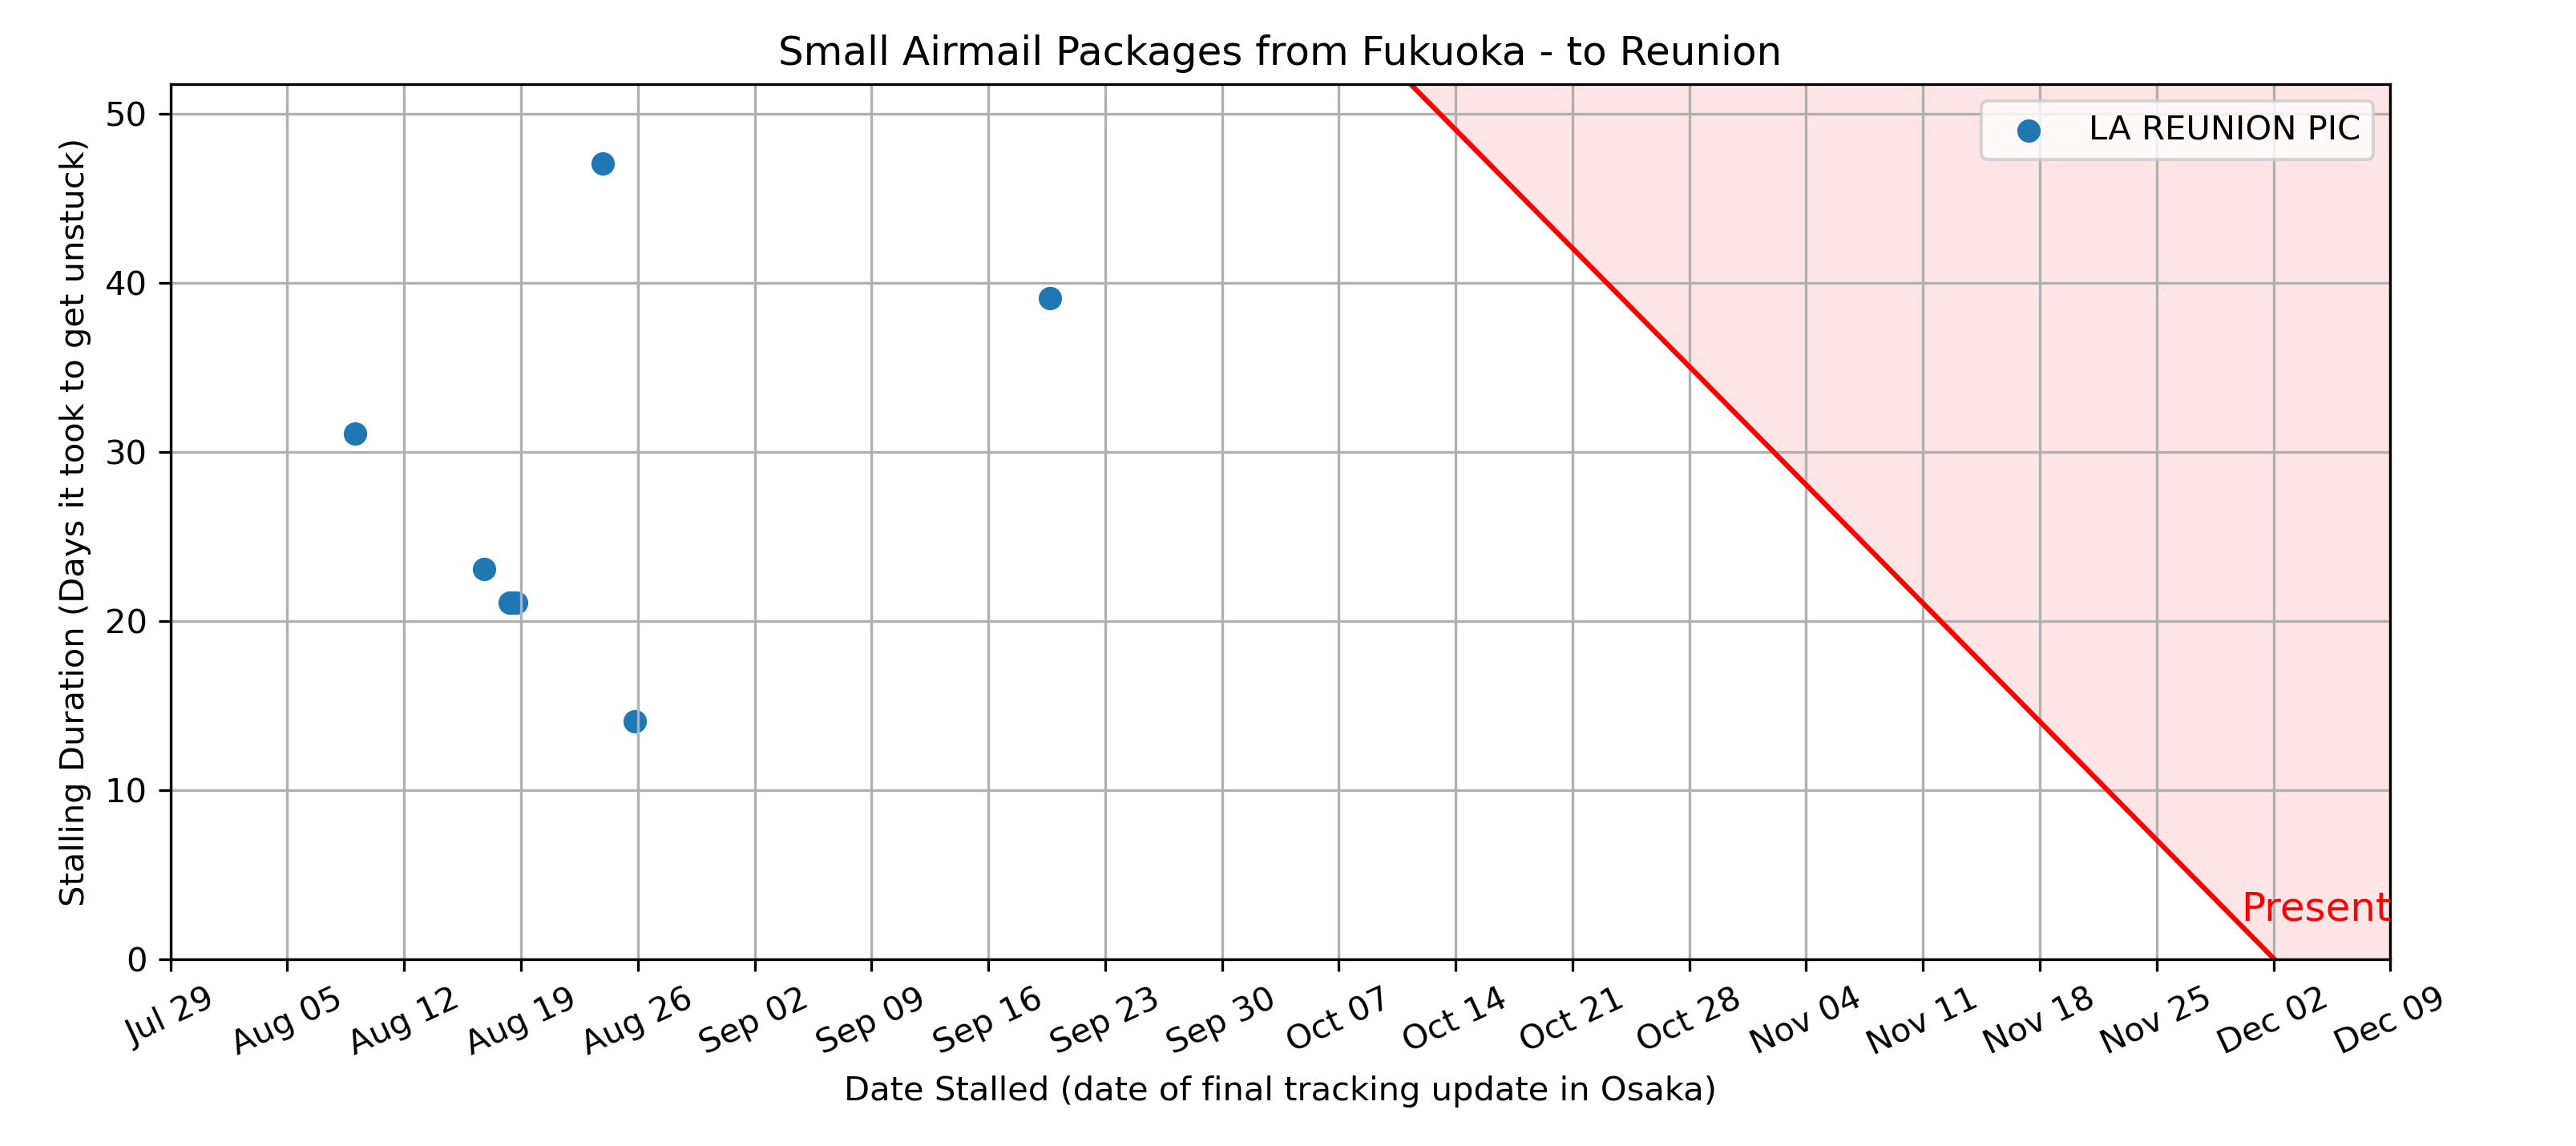 Small Airmail Packages from Fukuoka - to Reunion
LA REUNION PIC
Stalling Duration (Days it took to get unstuck)
50
40
30
20
10
0
Present
Jul 29
Aug 05
Aug 12
Aug 19
Aug 26
Sep 02
Sep 09
Sep 16
Sep 23
Sep 30
Oct 07
Oct 14
Oct 21
Oct 28
Nov 04
Nov 11
Nov 18
Nov 25
Dec 02
Dec 09
Date Stalled (date of final tracking update in Osaka)